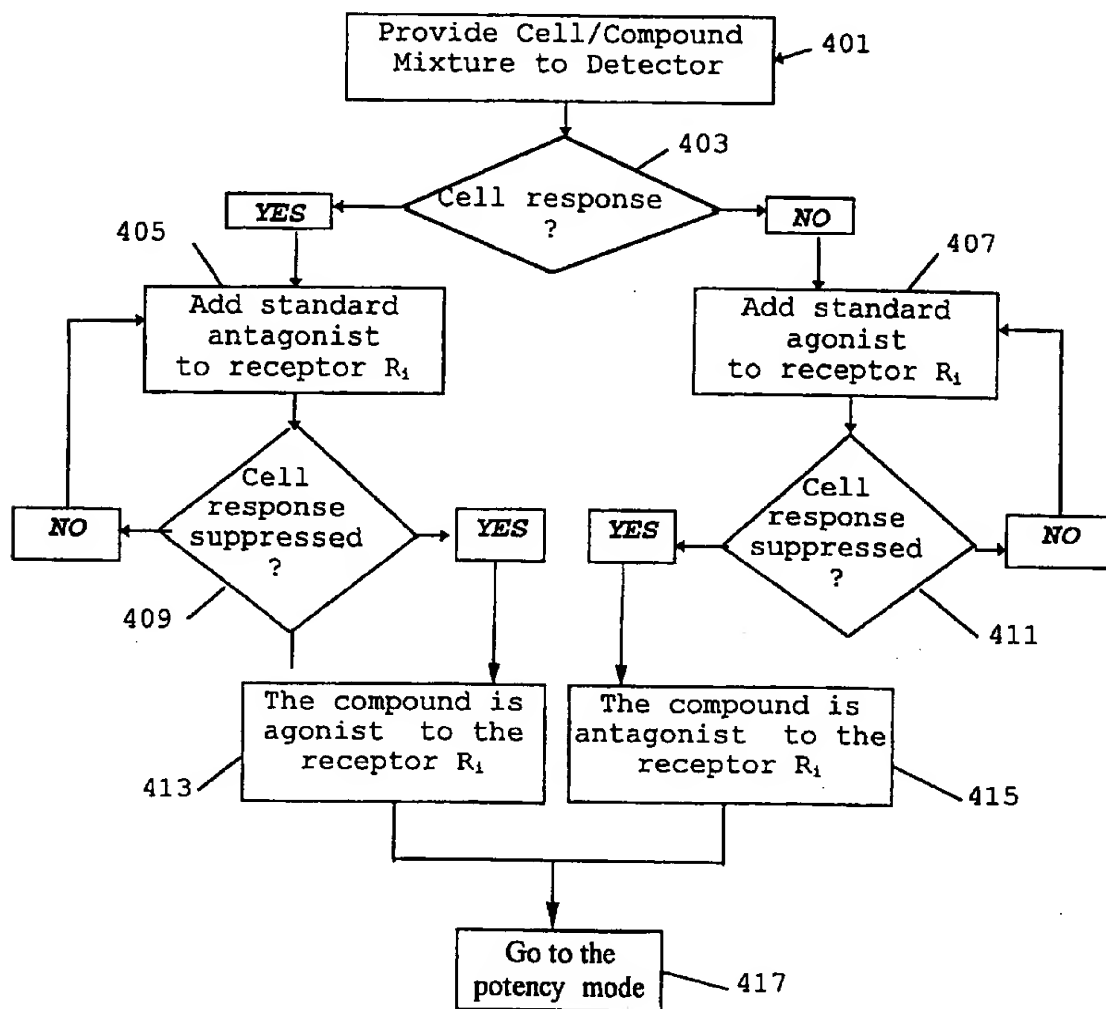 Provide Cell/Compound
Mixture to Detector
401
403
Cell response
?
YES
NO
405
407
Add standard
antagonist
to receptor Rᵢ
Add standard
agonist
to receptor Rᵢ
Cell
response
suppressed
?
Cell
response
suppressed
?
NO
YES
YES
NO
409
411
The compound is
agonist to the
receptor Rᵢ
The compound is
antagonist to the
receptor Rᵢ
413
415
Go to the
potency mode
417